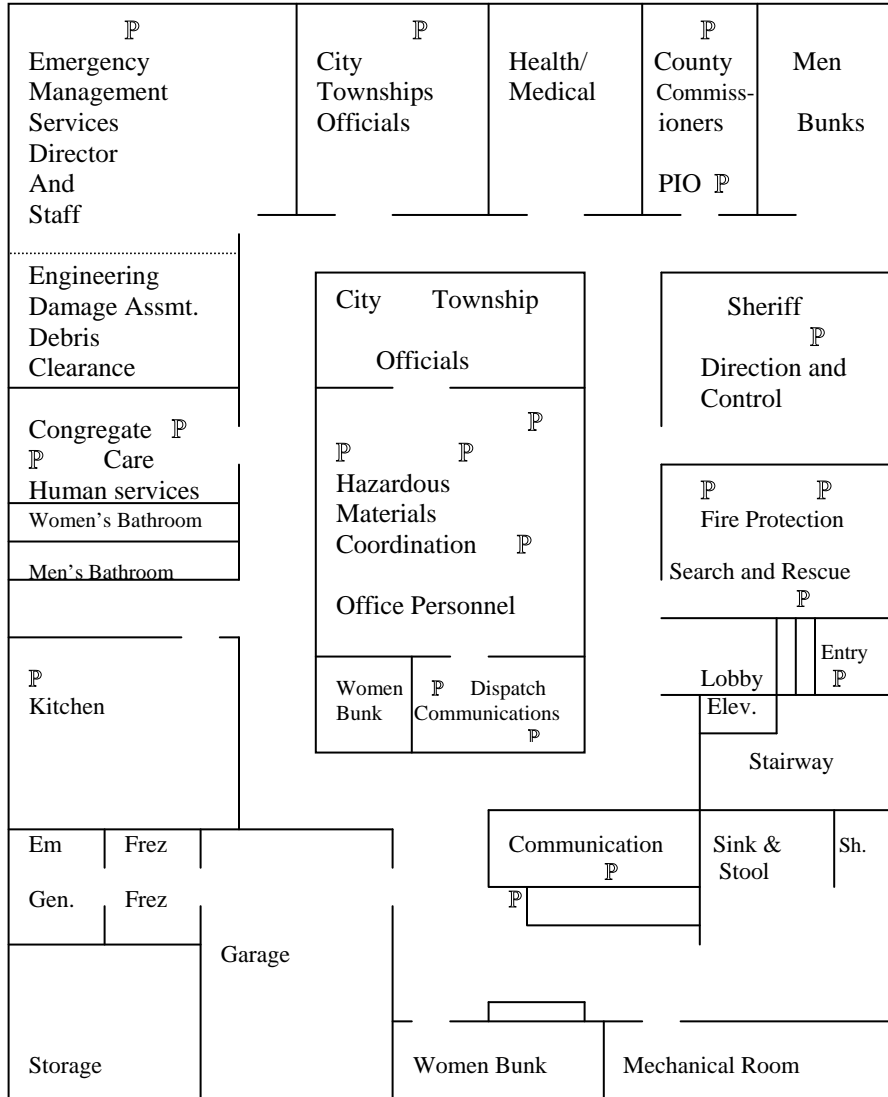 ℙ
Emergency
Management
Services
Director
And
Staff
ℙ
City
Townships
Officials
Health/
Medical
ℙ
County
Commiss-
ioners
PIO ℙ
Men
Bunks
Engineering
Damage Assmt.
Debris
Clearance
City Township
Officials
Sheriff
ℙ
Direction and
Control
Congregate ℙ
ℙ Care
Human services
Women's Bathroom
Men's Bathroom
ℙ
ℙ ℙ
Hazardous
Materials
Coordination ℙ
Office Personnel
ℙ ℙ
Fire Protection
Search and Rescue
ℙ
ℙ
Kitchen
Women
Bunk
ℙ Dispatch
Communications
ℙ
Lobby
Entry
ℙ
Elev.
Stairway
Em
Gen.
Frez
Frez
Communication
ℙ
ℙ
Sink &
Stool
Sh.
Garage
Storage
Women Bunk
Mechanical Room